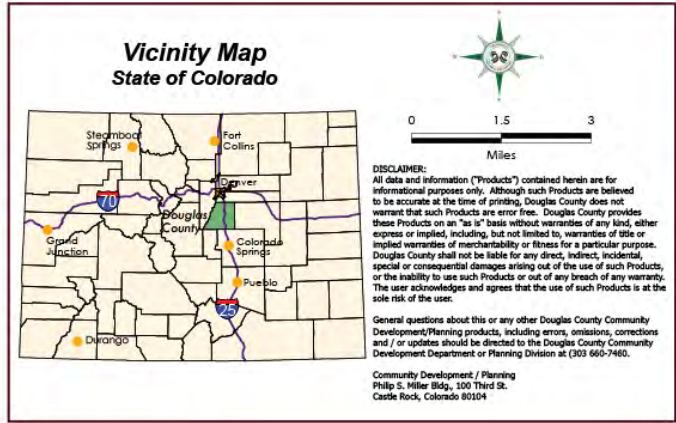 Vicinity Map
State of Colorado
Steamboat
Springs
Fort
Collins
Denver
70
Douglas
County
Grand
Junction
Colorado
Springs
Pueblo
25
Durango
0 1.5 3
Miles
DISCLAIMER:
All data and information ("Products") contained herein are for
informational purposes only. Although such Products are believed
to be accurate at the time of printing, Douglas County does not
warrant that such Products are error free. Douglas County provides
these Products on an "as is" basis without warranties of any kind, either
express or implied, including, but not limited to, warranties of title or
implied warranties of merchantability or fitness for a particular purpose.
Douglas County shall not be liable for any direct, indirect, incidental,
special or consequential damages arising out of the use of such Products,
or the inability to use such Products or out of any breach of any warranty.
The user acknowledges and agrees that the use of such Products is at the
sole risk of the user.
General questions about this or any other Douglas County Community
Development/Planning products, including errors, omissions, corrections
and / or updates should be directed to the Douglas County Community
Development Department or Planning Division at (303 660-7460.
Community Development / Planning
Philip S. Miller Bldg., 100 Third St.
Castle Rock, Colorado 80104